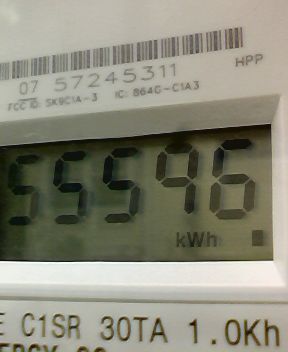 HPP
07 57245311
FCC ID: SK9C1A-3 IC: 864G-C1A3
55596
kWh
E C1SR 30TA 1.0Kh